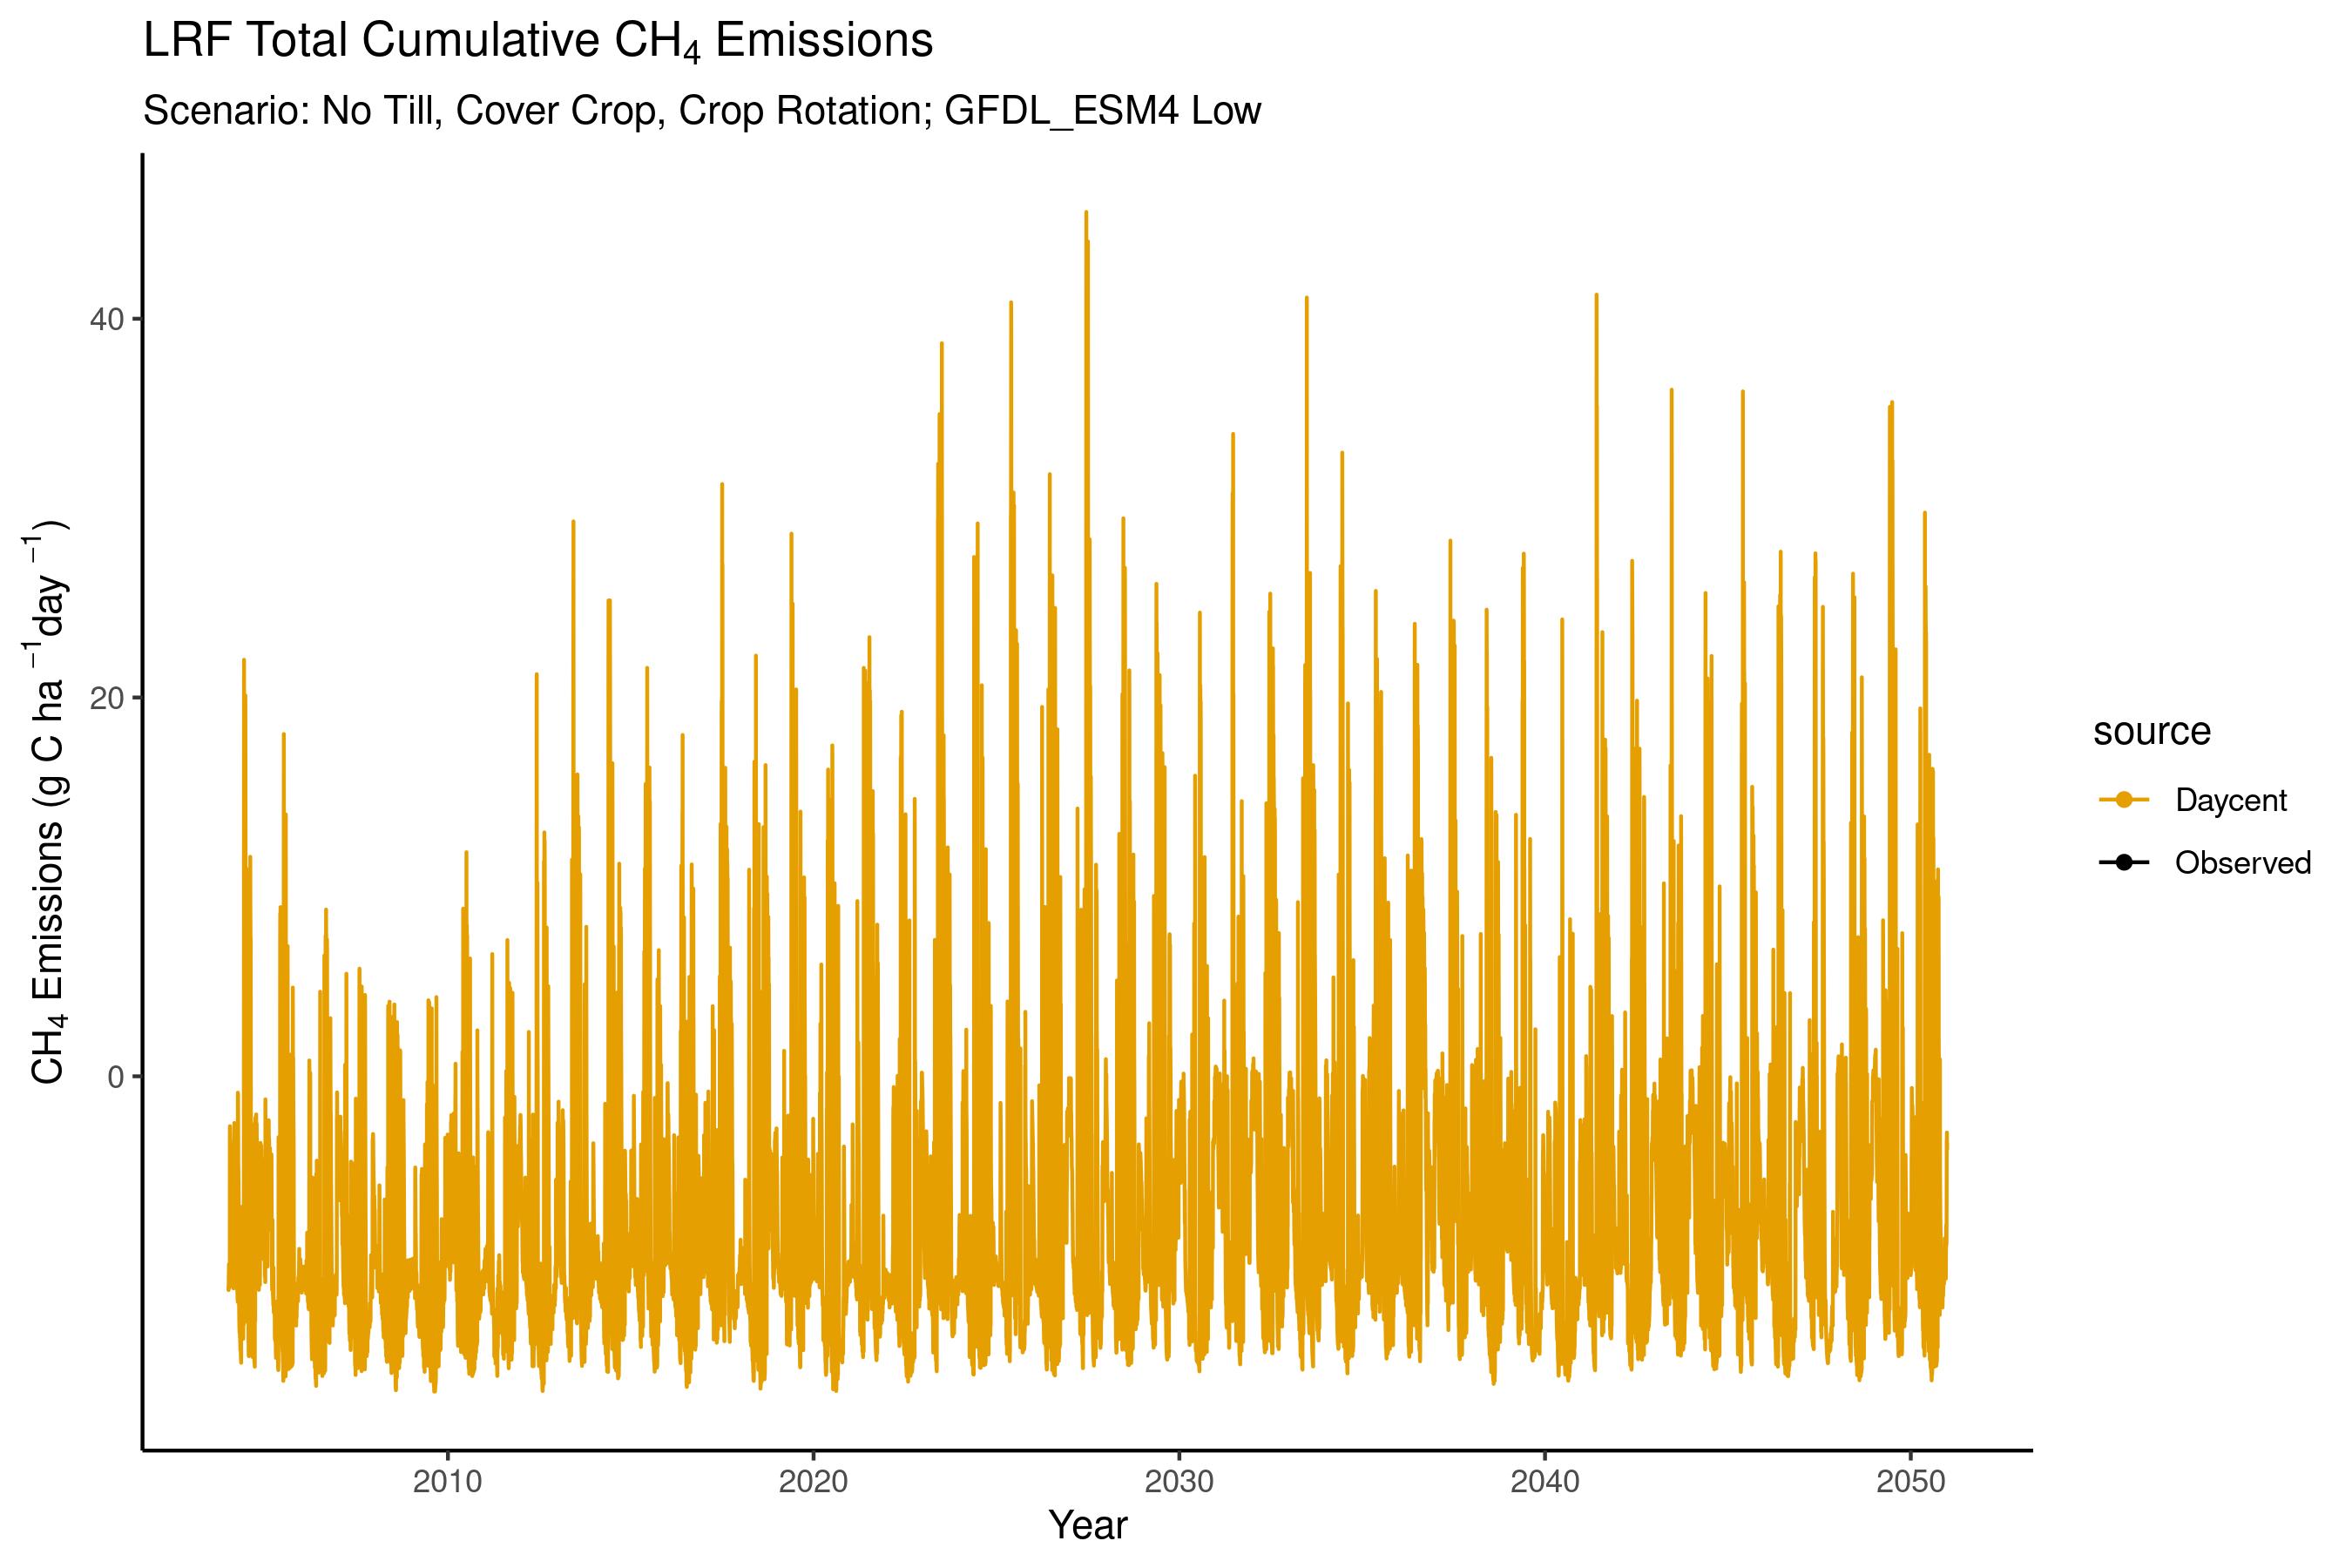 LRF Total Cumulative CH₄ Emissions
Scenario: No Till, Cover Crop, Crop Rotation; GFDL_ESM4 Low
CH₄ Emissions (g C ha ⁻¹day ⁻¹)
40
20
0
2010 2020 2030 2040 2050
Year
source
Daycent
Observed